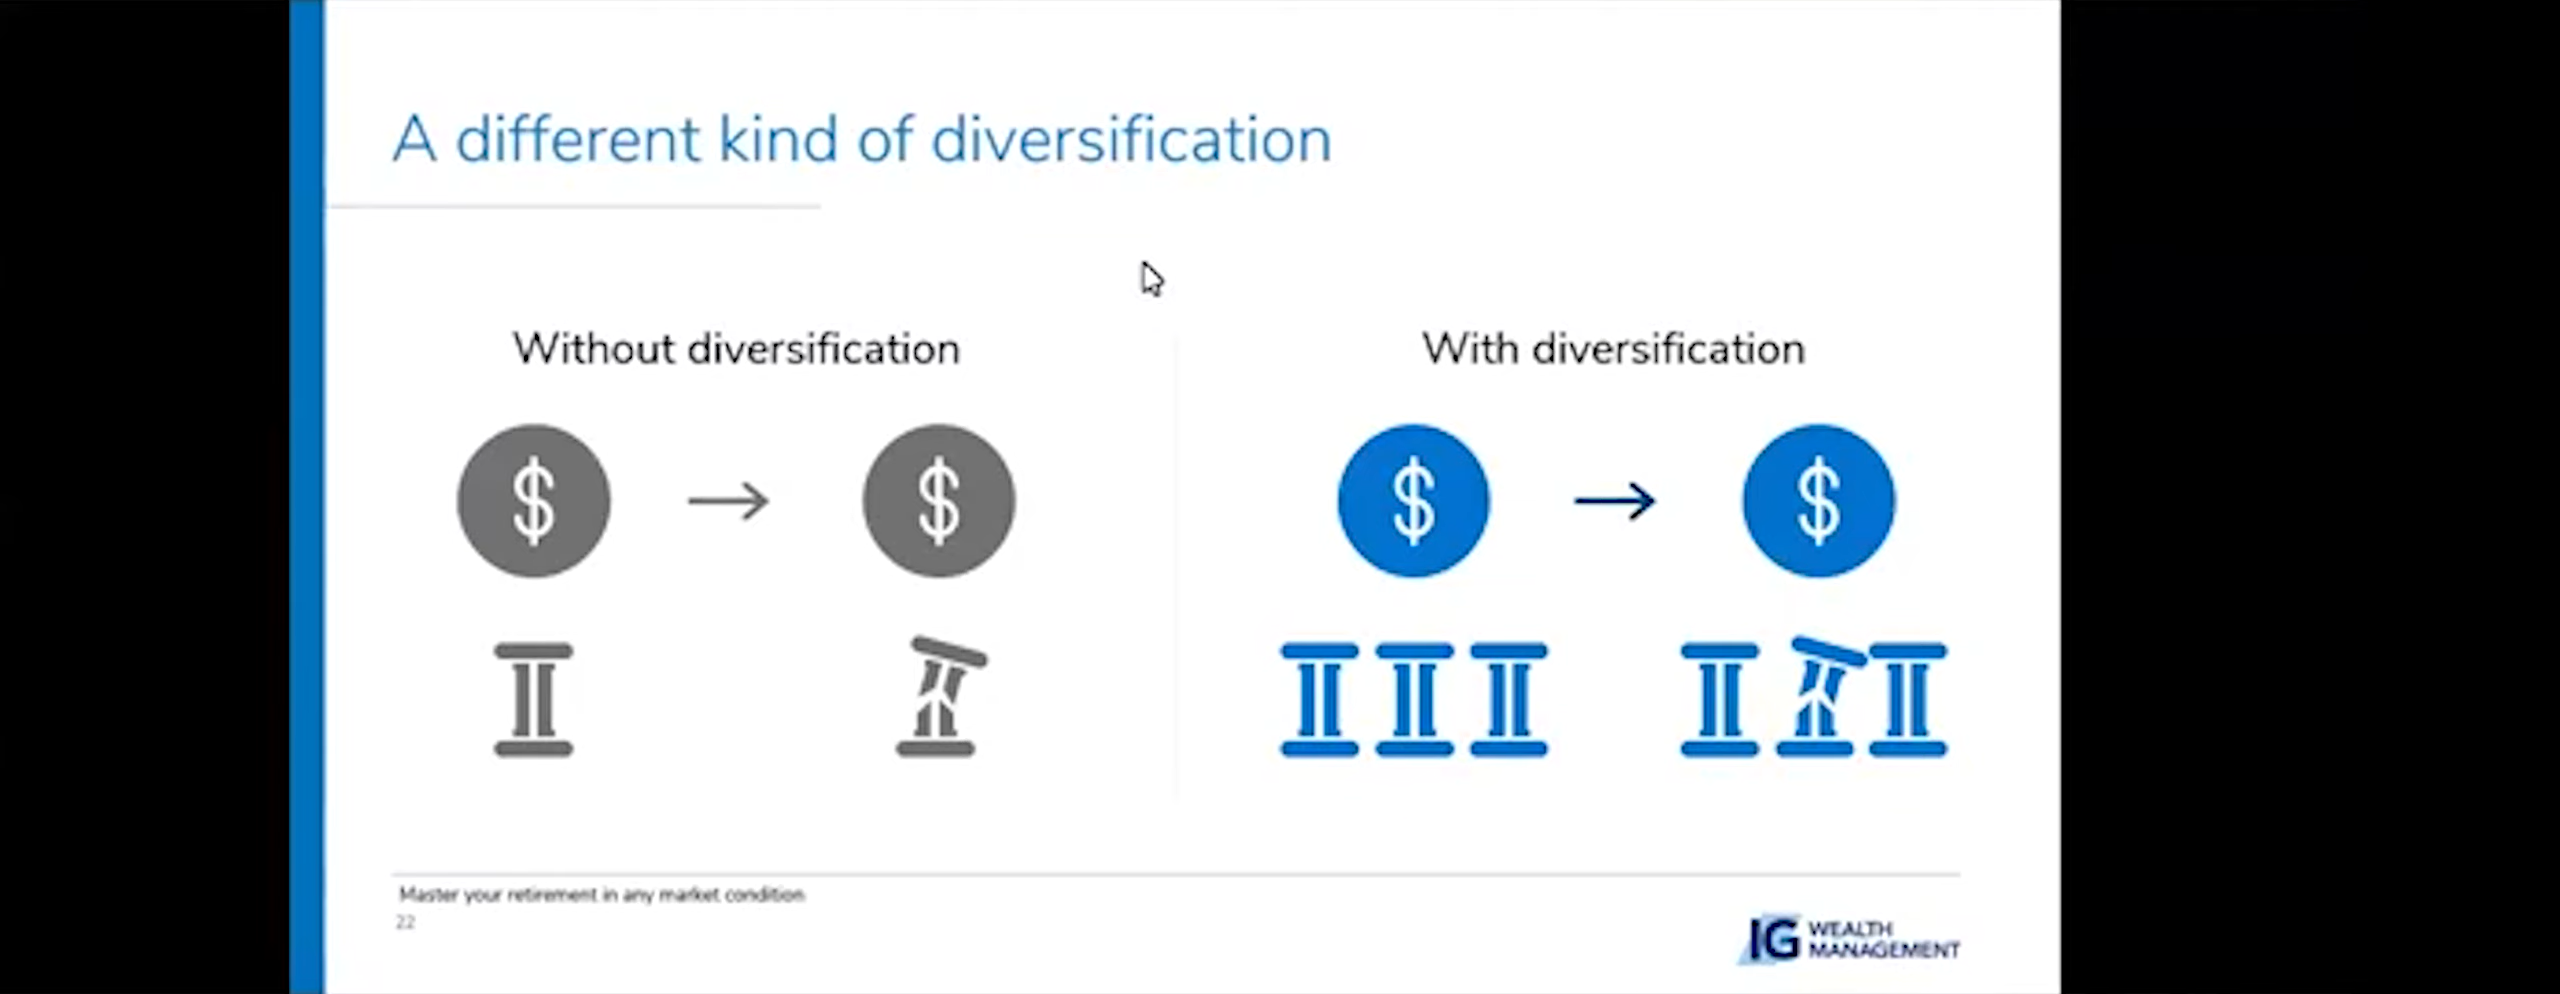 A different kind of diversification
Without diversification
With diversification
$
$
$
$
Master your retirement in any market condition
22
IG WEALTH
MANAGEMENT